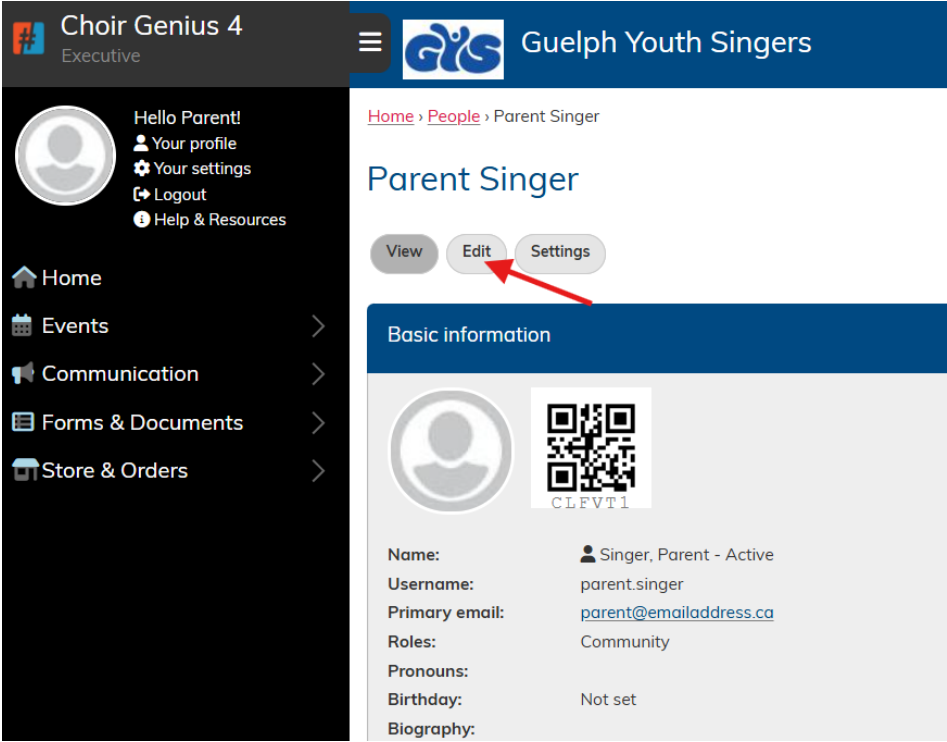 Choir Genius 4
Executive
GYS
Guelph Youth Singers
Hello Parent!
Your profile
Your settings
Logout
Help & Resources
Home
Events
Communication
Forms & Documents
Store & Orders
Home › People › Parent Singer
Parent Singer
View Edit Settings
Basic information
CLFVT1
Name: Singer, Parent - Active
Username: parent.singer
Primary email: parent@emailaddress.ca
Roles: Community
Pronouns:
Birthday: Not set
Biography: